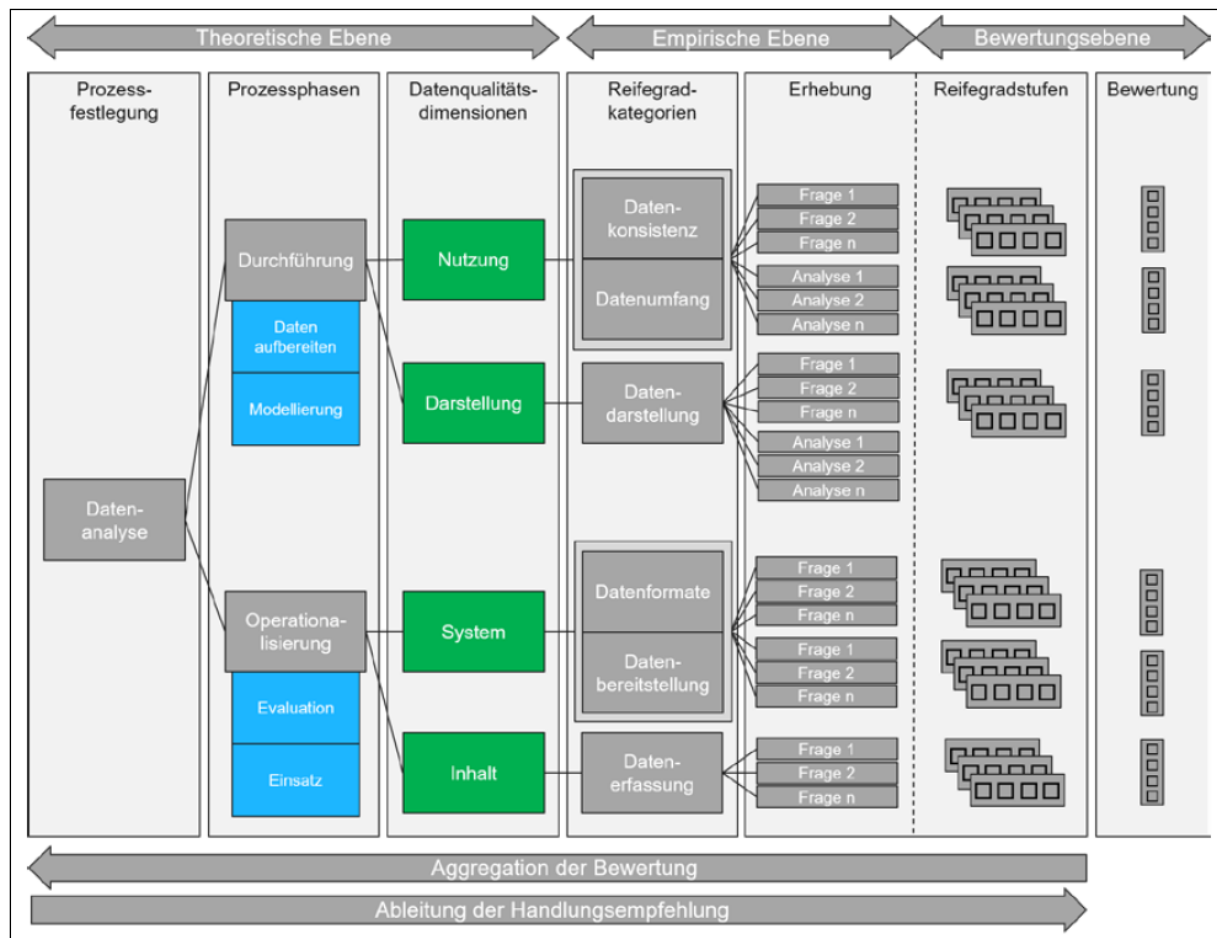 Theoretische Ebene
Empirische Ebene
Bewertungsebene
Prozess-
festlegung
Prozessphasen
Datenqualitäts-
dimensionen
Reifegrad-
kategorien
Erhebung
Reifegradstufen
Bewertung
Daten-
analyse
Durchführung
Daten
aufbereiten
Modellierung
Operationa-
lisierung
Evaluation
Einsatz
Nutzung
Darstellung
System
Inhalt
Daten-
konsistenz
Datenumfang
Daten-
darstellung
Datenformate
Daten-
bereitstellung
Daten-
erfassung
Frage 1
Frage 2
Frage n
Analyse 1
Analyse 2
Analyse n
Frage 1
Frage 2
Frage n
Analyse 1
Analyse 2
Analyse n
Frage 1
Frage 2
Frage n
Frage 1
Frage 2
Frage n
Frage 1
Frage 2
Frage n
Aggregation der Bewertung
Ableitung der Handlungsempfehlung